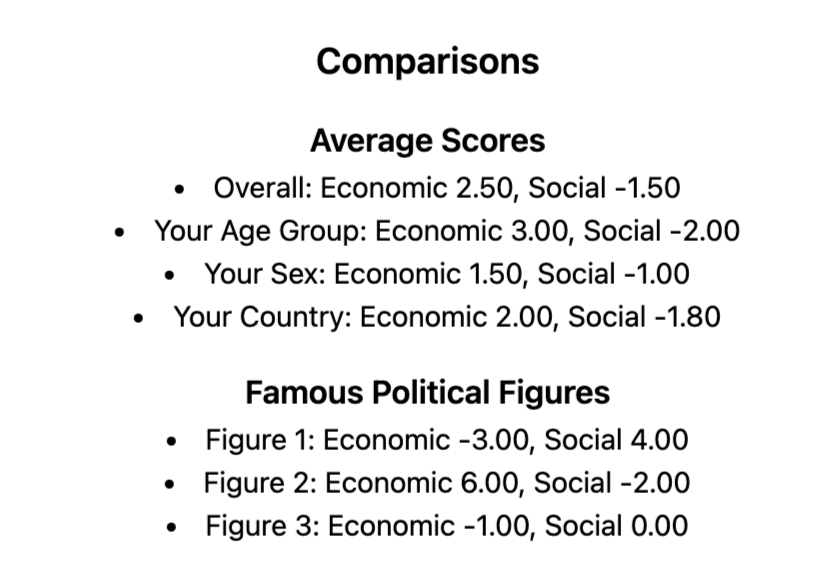 Comparisons
Average Scores
• Overall: Economic 2.50, Social -1.50
• Your Age Group: Economic 3.00, Social -2.00
• Your Sex: Economic 1.50, Social -1.00
• Your Country: Economic 2.00, Social -1.80
Famous Political Figures
• Figure 1: Economic -3.00, Social 4.00
• Figure 2: Economic 6.00, Social -2.00
• Figure 3: Economic -1.00, Social 0.00